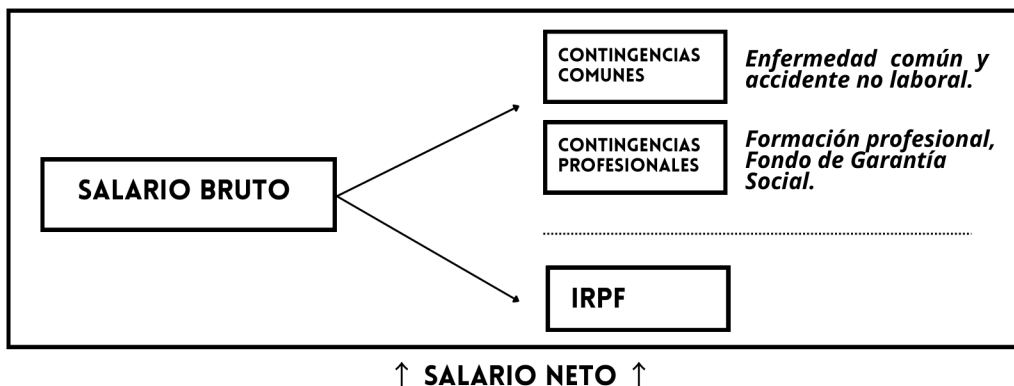 CONTINGENCIAS
COMUNES
Enfermedad común y
accidente no laboral.
CONTINGENCIAS
PROFESIONALES
Formación profesional,
Fondo de Garantía
Social.
SALARIO BRUTO
IRPF
↑ SALARIO NETO ↑